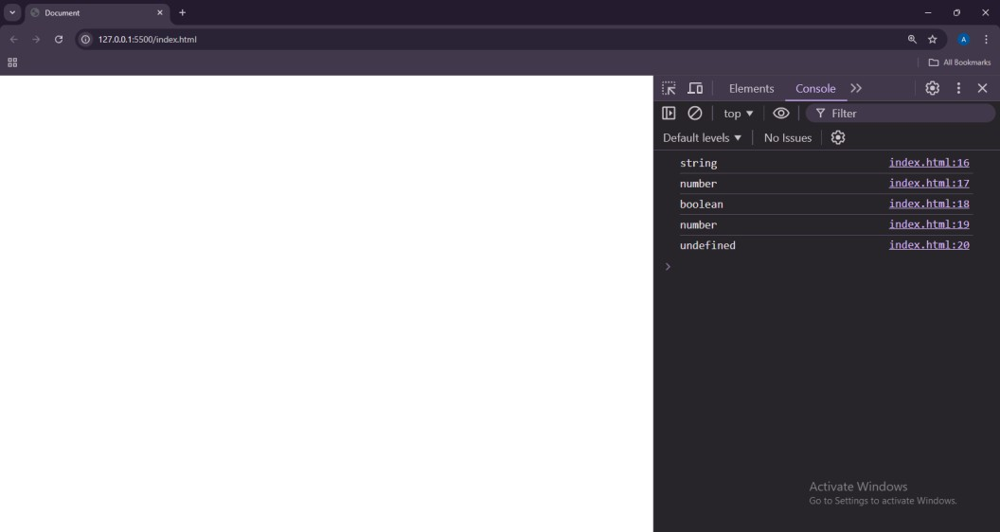 Document
127.0.0.1:5500/index.html
A
All Bookmarks
Elements Console
top Filter
Default levels No Issues
string index.html:16
number index.html:17
boolean index.html:18
number index.html:19
undefined index.html:20
Activate Windows
Go to Settings to activate Windows.